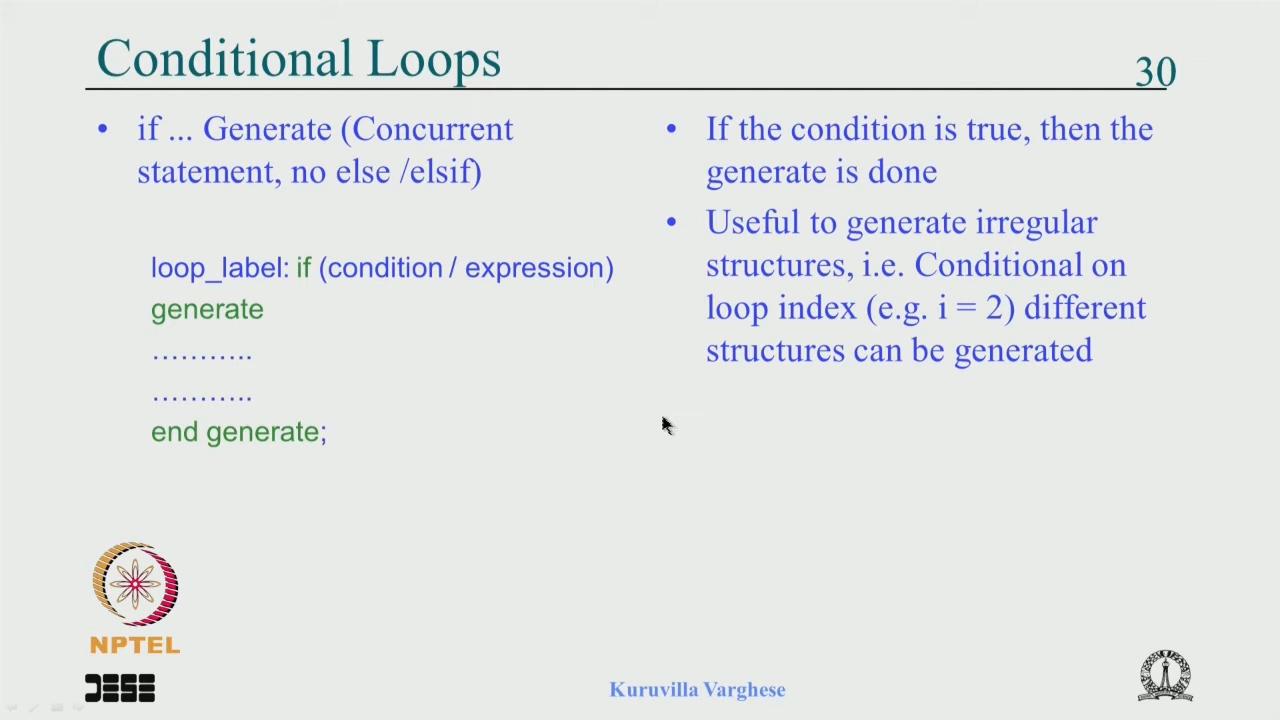 Conditional Loops
30
• if ... Generate (Concurrent
statement, no else /elsif)
loop_label: if (condition / expression)
generate
………..
………..
end generate;
• If the condition is true, then the
generate is done
• Useful to generate irregular
structures, i.e. Conditional on
loop index (e.g. i = 2) different
structures can be generated
NPTEL
DESE
Kuruvilla Varghese